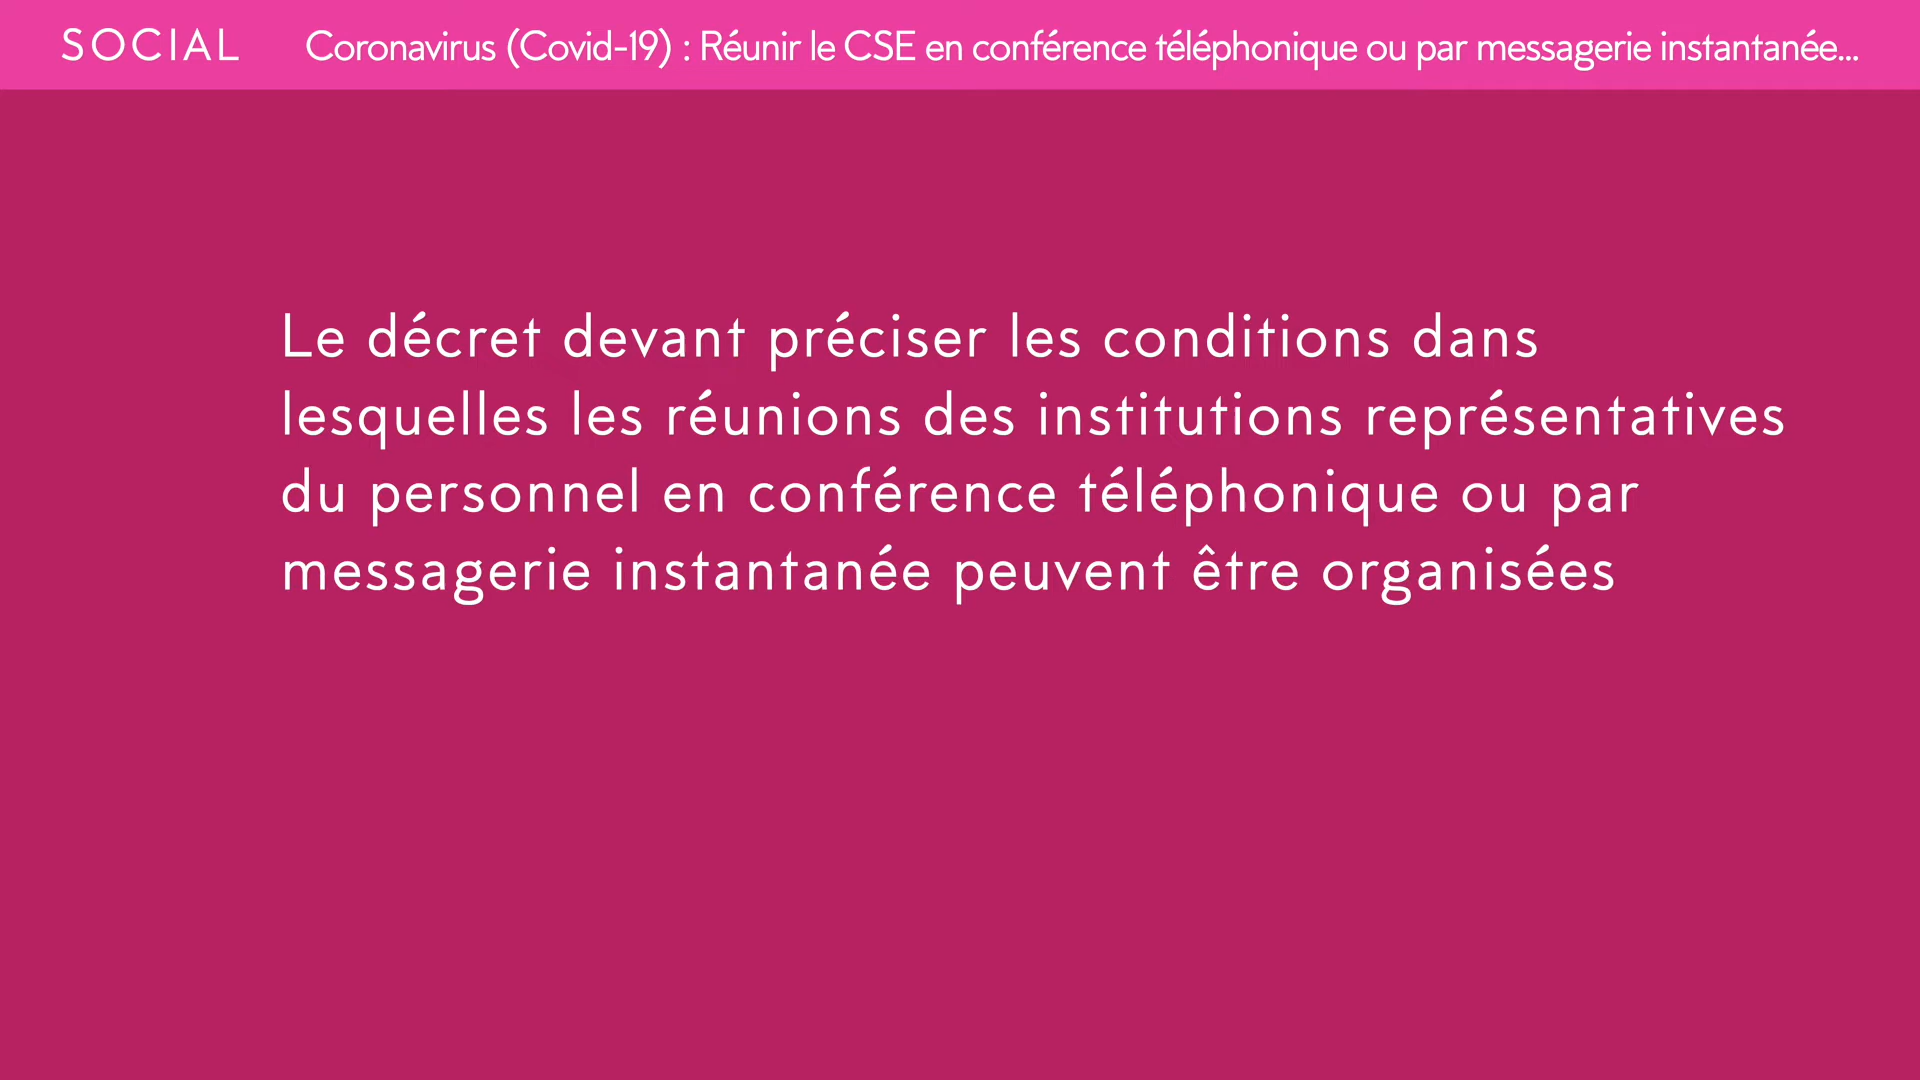 SOCIAL Coronavirus (Covid-19) : Réunir le CSE en conférence téléphonique ou par messagerie instantanée...
Le décret devant préciser les conditions dans
lesquelles les réunions des institutions représentatives
du personnel en conférence téléphonique ou par
messagerie instantanée peuvent être organisées